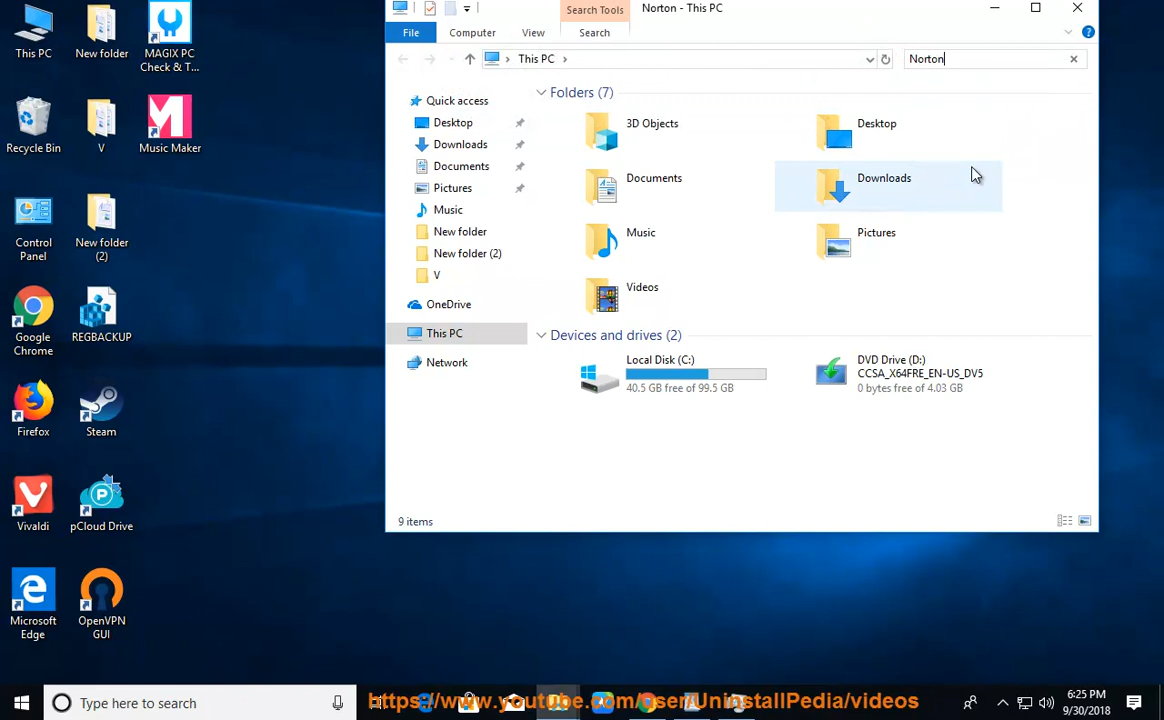 This PC
New folder
MAGIX PC
Check & T...
Recycle Bin
V
Music Maker
Control
Panel
New folder
(2)
Google
Chrome
REGBACKUP
Firefox
Steam
Vivaldi
pCloud Drive
Microsoft
Edge
OpenVPN
GUI
Search Tools
Norton - This PC
File
Computer
View
Search
This PC
Norton
Quick access
Desktop
Downloads
Documents
Pictures
Music
New folder
New folder (2)
V
OneDrive
This PC
Network
Folders (7)
3D Objects
Desktop
Documents
Downloads
Music
Pictures
Videos
Devices and drives (2)
Local Disk (C:)
40.5 GB free of 99.5 GB
DVD Drive (D:)
CCSA_X64FRE_EN-US_DV5
0 bytes free of 4.03 GB
9 items
Type here to search
https://www.youtube.com/user/UninstallPedia/videos
6:25 PM
9/30/2018